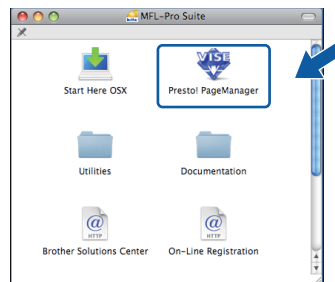 MFL-Pro Suite
VISE
Start Here OSX
Presto! PageManager
Utilities
Documentation
@
HTTP
@
HTTP
Brother Solutions Center
On-Line Registration